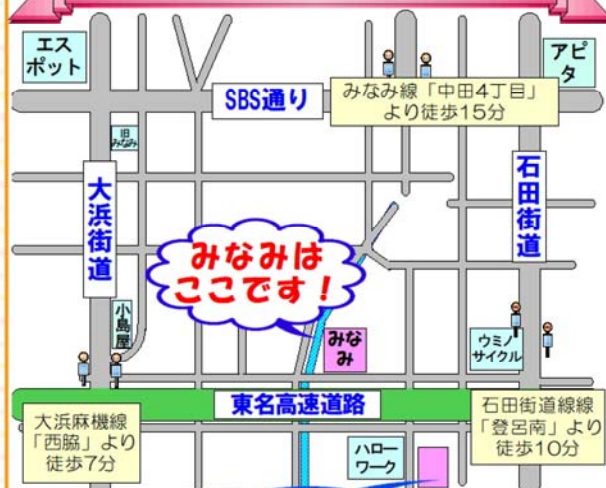 エス
ポット
アピ
タ
SBS通り
みなみ線「中田4丁目」
より徒歩15分
旧
みなみ
大浜街道
石田街道
みなみは
ここです！
小島屋
みな
み
ウミノ
サイクル
東名高速道路
大浜麻機線
「西脇」より
徒歩7分
石田街道線線
「登呂南」より
徒歩10分
ハロー
ワーク